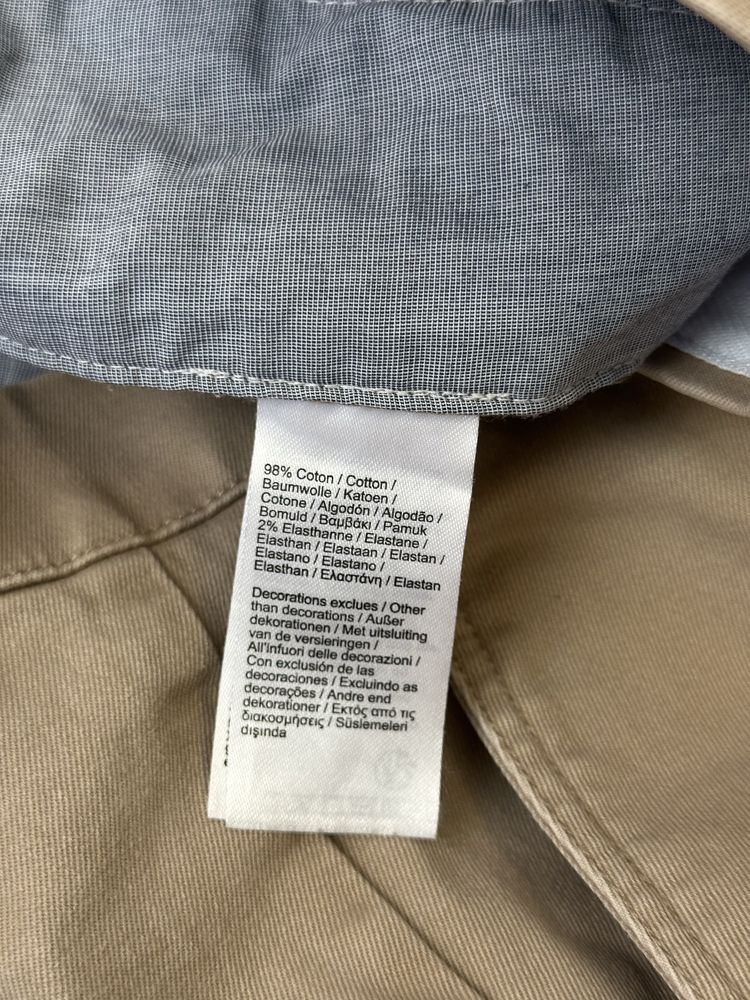 98% Coton / Cotton /
Baumwolle / Katoen /
Cotone / Algodón / Algodão /
Bomuld / Βαμβάκι / Pamuk
2% Elasthanne / Elastane /
Elasthan / Elastaan / Elastan /
Elastano / Elastano /
Elasthan / Ελαστάνη / Elastan
Decorations exclues / Other
than decorations / Außer
dekorationen / Met uitsluiting
van de versieringen /
All'infuori delle decorazioni /
Con exclusión de las
decoraciones / Excluindo as
decorações / Andre end
dekorationer / Εκτός από τις
διακοσμήσεις / Süslemeleri
dışında